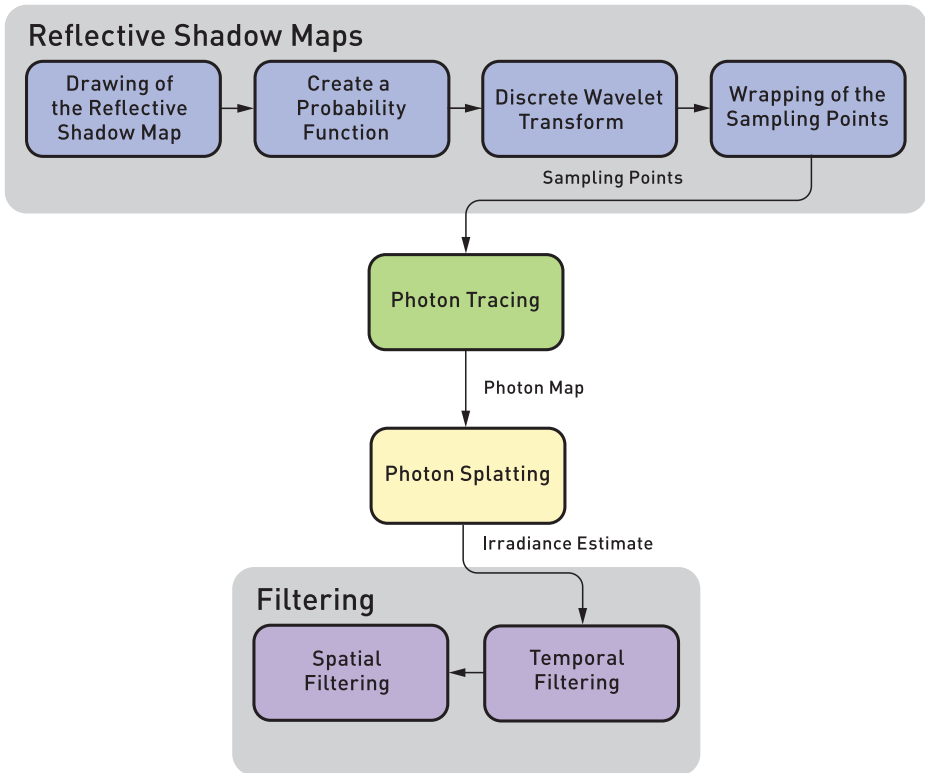 Reflective Shadow Maps
Drawing of
the Reflective
Shadow Map
Create a
Probability
Function
Discrete Wavelet
Transform
Wrapping of the
Sampling Points
Sampling Points
Photon Tracing
Photon Map
Photon Splatting
Irradiance Estimate
Filtering
Spatial
Filtering
Temporal
Filtering